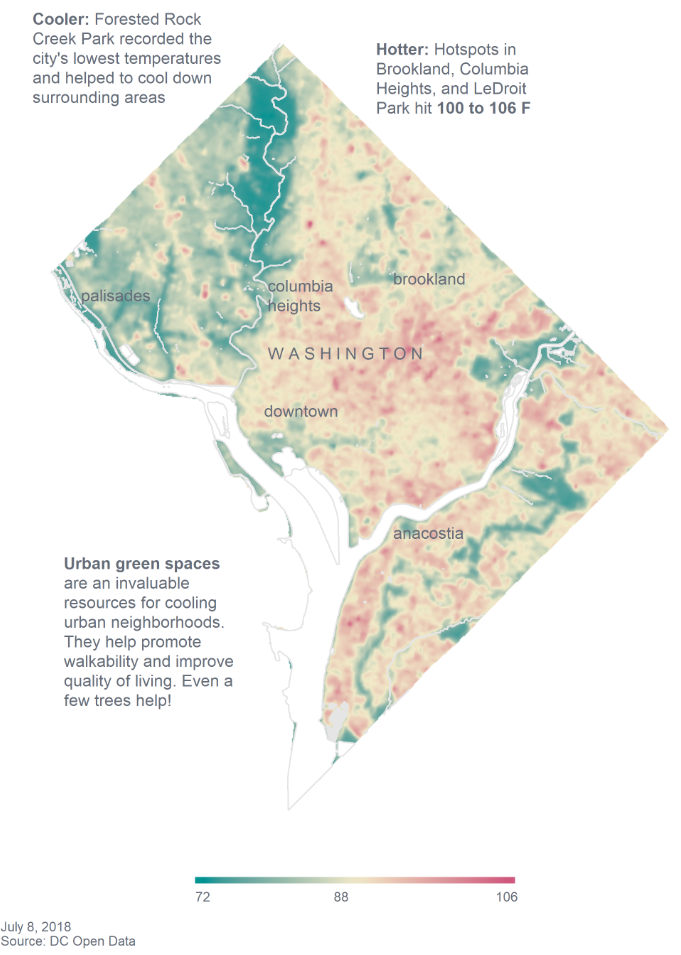 Cooler: Forested Rock
Creek Park recorded the
city's lowest temperatures
and helped to cool down
surrounding areas
Hotter: Hotspots in
Brookland, Columbia
Heights, and LeDroit
Park hit 100 to 106 F
brookland
columbia
heights
palisades
WASHINGTON
downtown
anacostia
Urban green spaces
are an invaluable
resources for cooling
urban neighborhoods.
They help promote
walkability and improve
quality of living. Even a
few trees help!
72 88 106
July 8, 2018
Source: DC Open Data